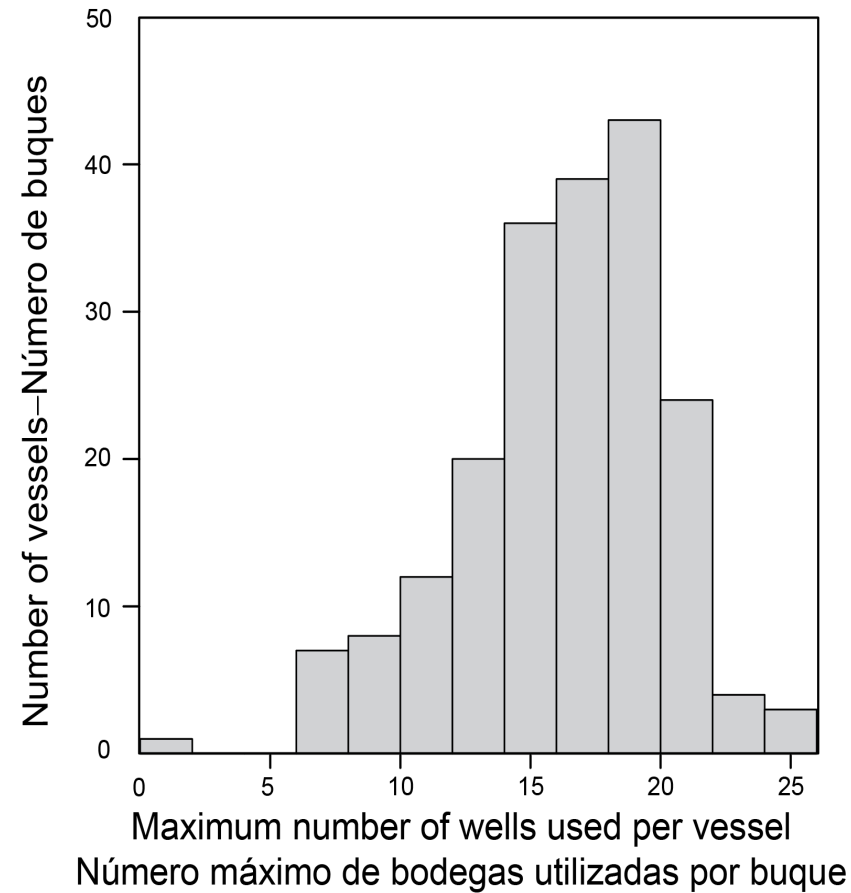 Number of vessels–Número de buques
50
40
30
20
10
0
0 5 10 15 20 25
Maximum number of wells used per vessel
Número máximo de bodegas utilizadas por buque